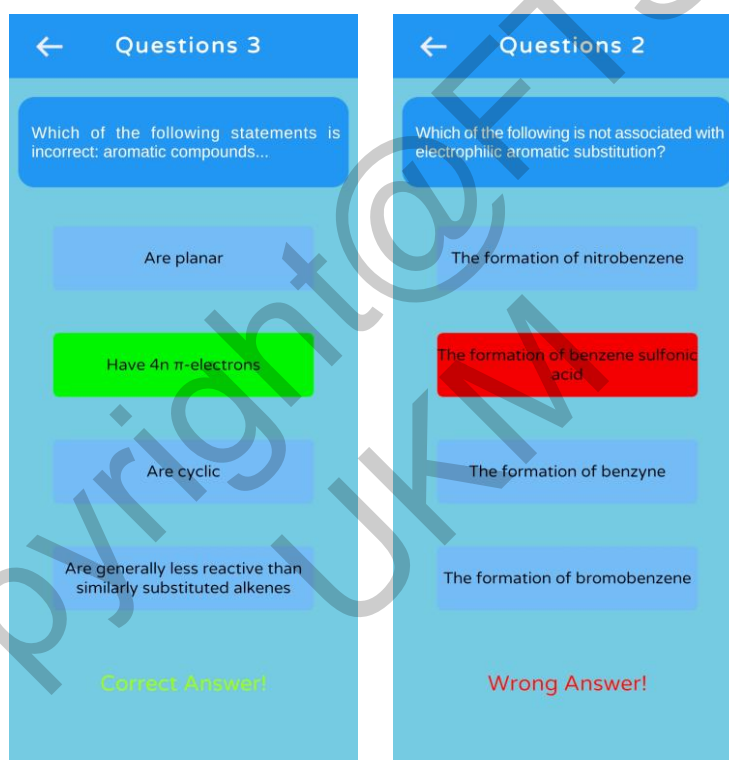 Questions 3
Which of the following statements is
incorrect: aromatic compounds...
Are planar
Have 4n π-electrons
Are cyclic
Are generally less reactive than
similarly substituted alkenes
Correct Answer!
Questions 2
Which of the following is not associated with
electrophilic aromatic substitution?
The formation of nitrobenzene
The formation of benzene sulfonic
acid
The formation of benzyne
The formation of bromobenzene
Wrong Answer!
pyright@FTS
UKM